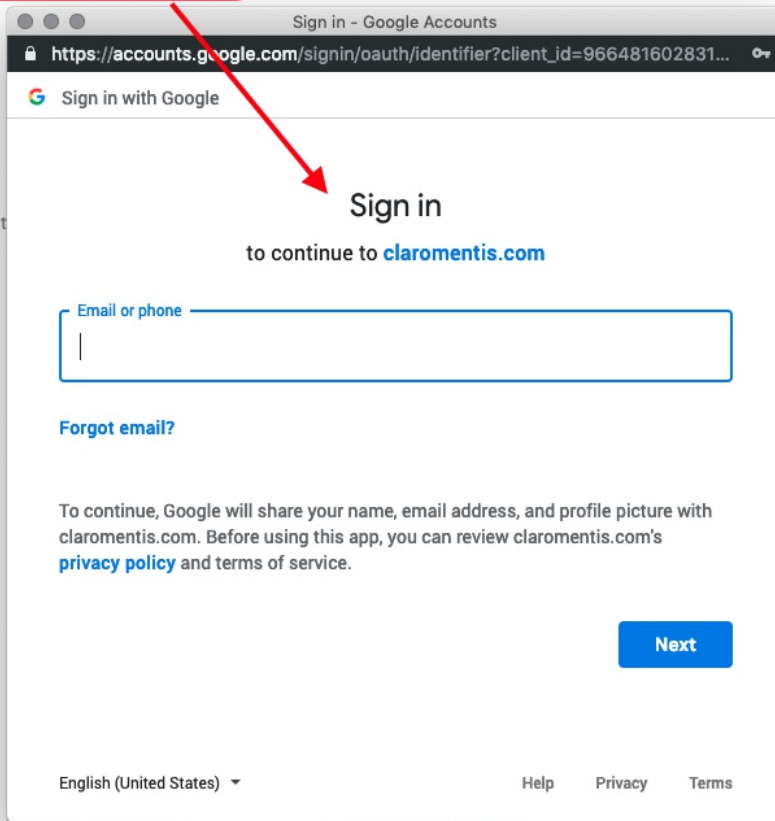 Sign in - Google Accounts
https://accounts.google.com/signin/oauth/identifier?client_id=966481602831...
Sign in with Google
Sign in
to continue to claromentis.com
Email or phone
Forgot email?
To continue, Google will share your name, email address, and profile picture with
claromentis.com. Before using this app, you can review claromentis.com's
privacy policy and terms of service.
Next
English (United States)
Help Privacy Terms